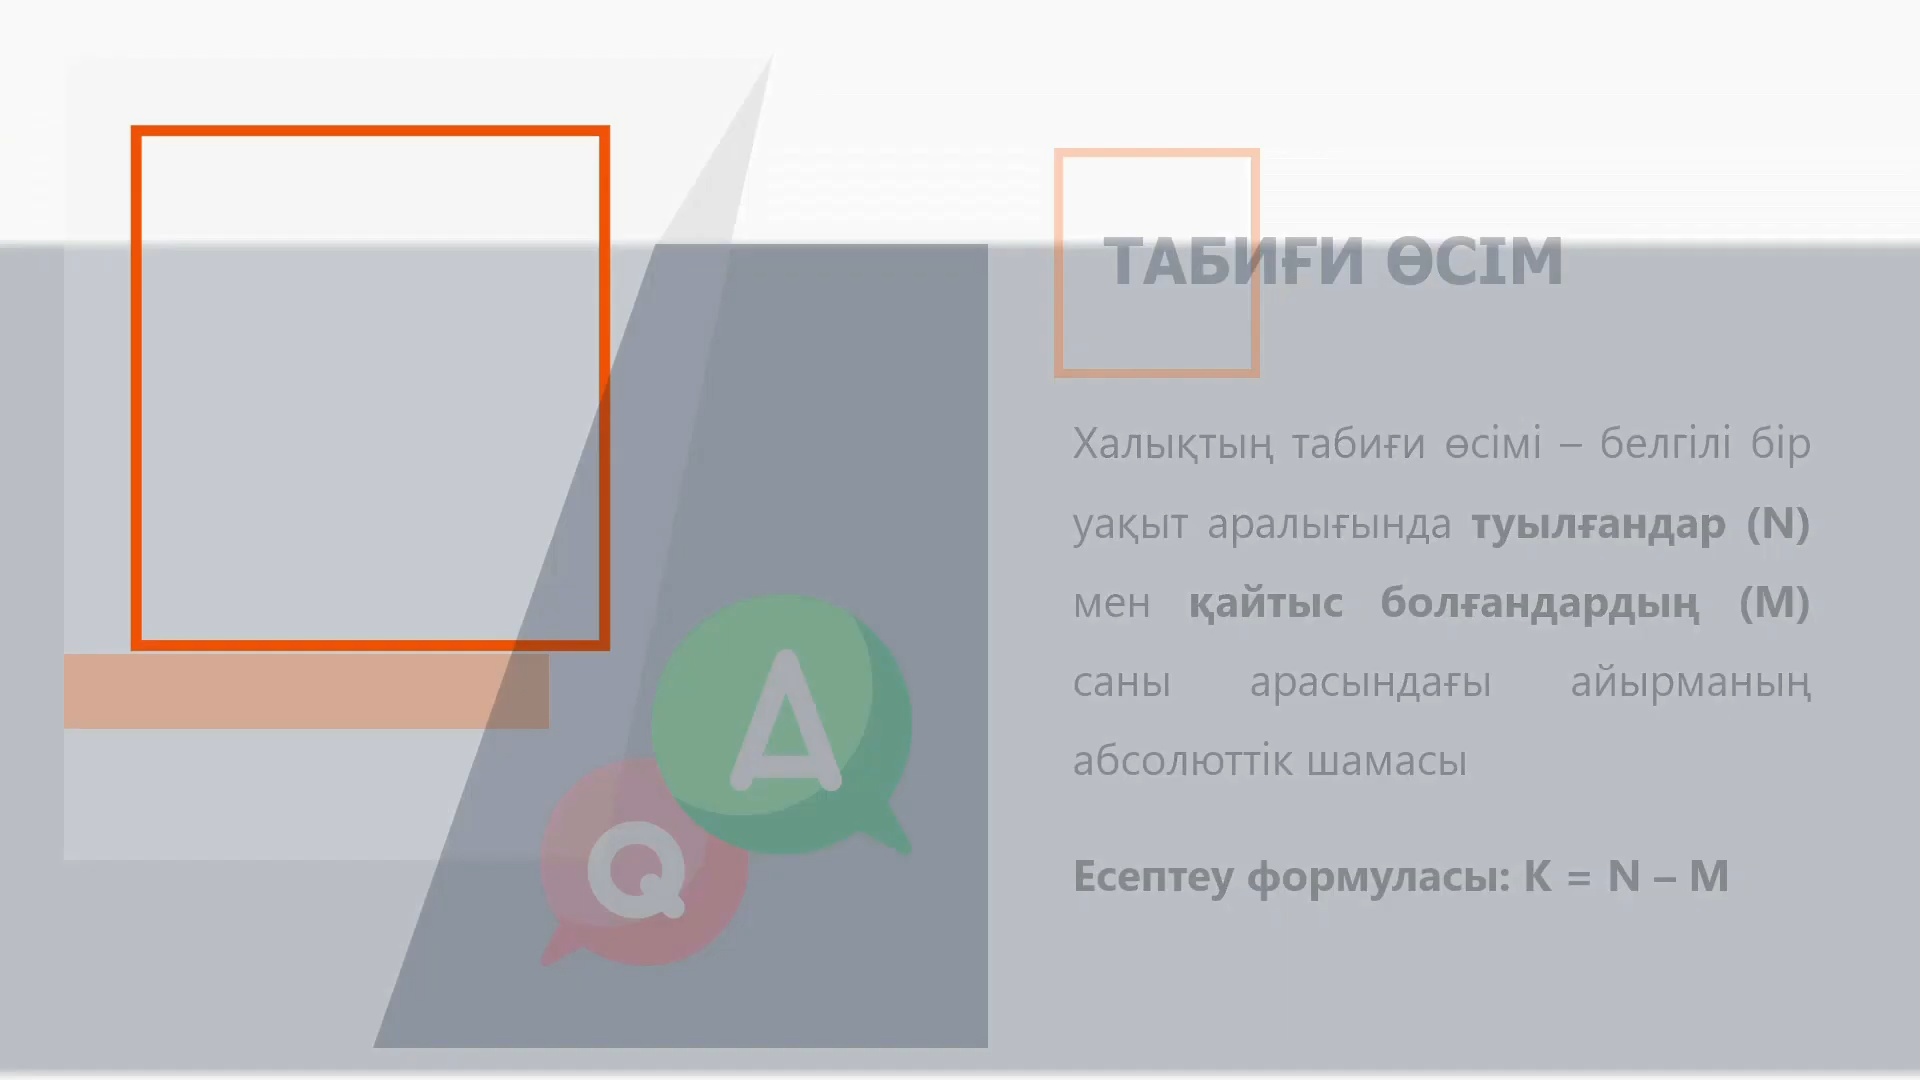 ТАБИҒИ ӨСІМ
Халықтың табиғи өсімі – белгілі бір
уақыт аралығында туылғандар (N)
мен қайтыс болғандардың (M)
саны арасындағы айырманың
абсолюттік шамасы
Есептеу формуласы: K = N – M
A
Q